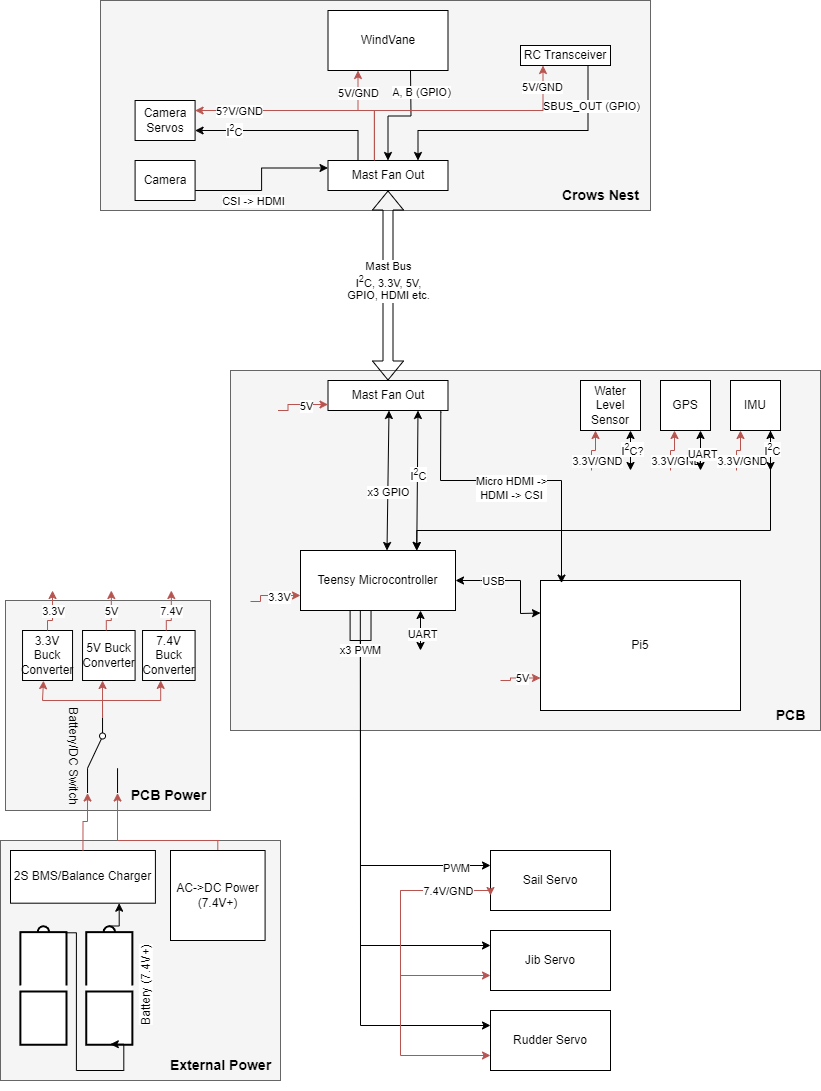 WindVane
RC Transceiver
5V/GND
A, B (GPIO)
5V/GND
SBUS_OUT (GPIO)
Camera
Servos
5?V/GND
I2C
Camera
CSI -> HDMI
Mast Fan Out
Crows Nest
Mast Bus
I2C, 3.3V, 5V,
GPIO, HDMI etc.
Mast Fan Out
5V
Water
Level
Sensor
GPS
IMU
3.3V/GND
I2C?
3.3V/GND
UART
3.3V/GND
I2C
x3 GPIO
I2C
Micro HDMI ->
HDMI -> CSI
Teensy Microcontroller
3.3V
USB
UART
x3 PWM
Pi5
5V
PCB
3.3V
5V
7.4V
3.3V
Buck
Converter
5V Buck
Converter
7.4V
Buck
Converter
Battery/DC Switch
PCB Power
2S BMS/Balance Charger
AC->DC Power
(7.4V+)
Battery (7.4V+)
External Power
PWM
7.4V/GND
Sail Servo
Jib Servo
Rudder Servo